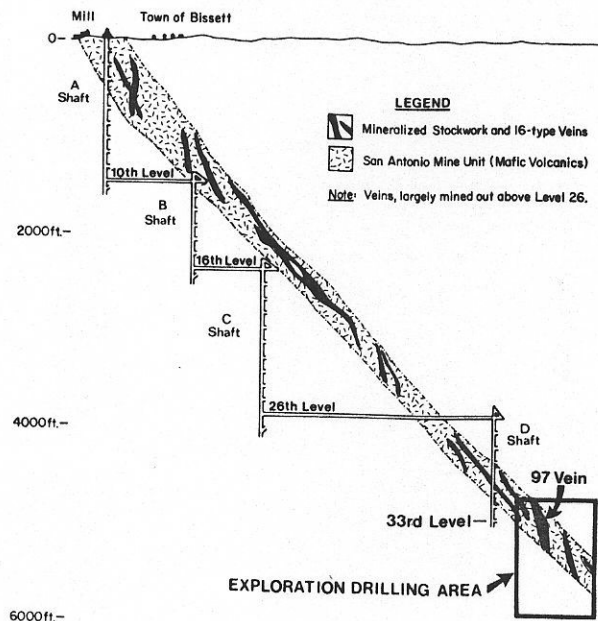 Mill
Town of Bissett
0-
A
Shaft
LEGEND
Mineralized Stockwork and 16-type Veins
San Antonio Mine Unit (Mafic Volcanics)
Note: Veins, largely mined out above Level 26.
10th Level
B
Shaft
2000ft.-
16th Level
C
Shaft
26th Level
4000ft.-
D
Shaft
97 Vein
33rd Level
EXPLORATION DRILLING AREA
6000ft.-